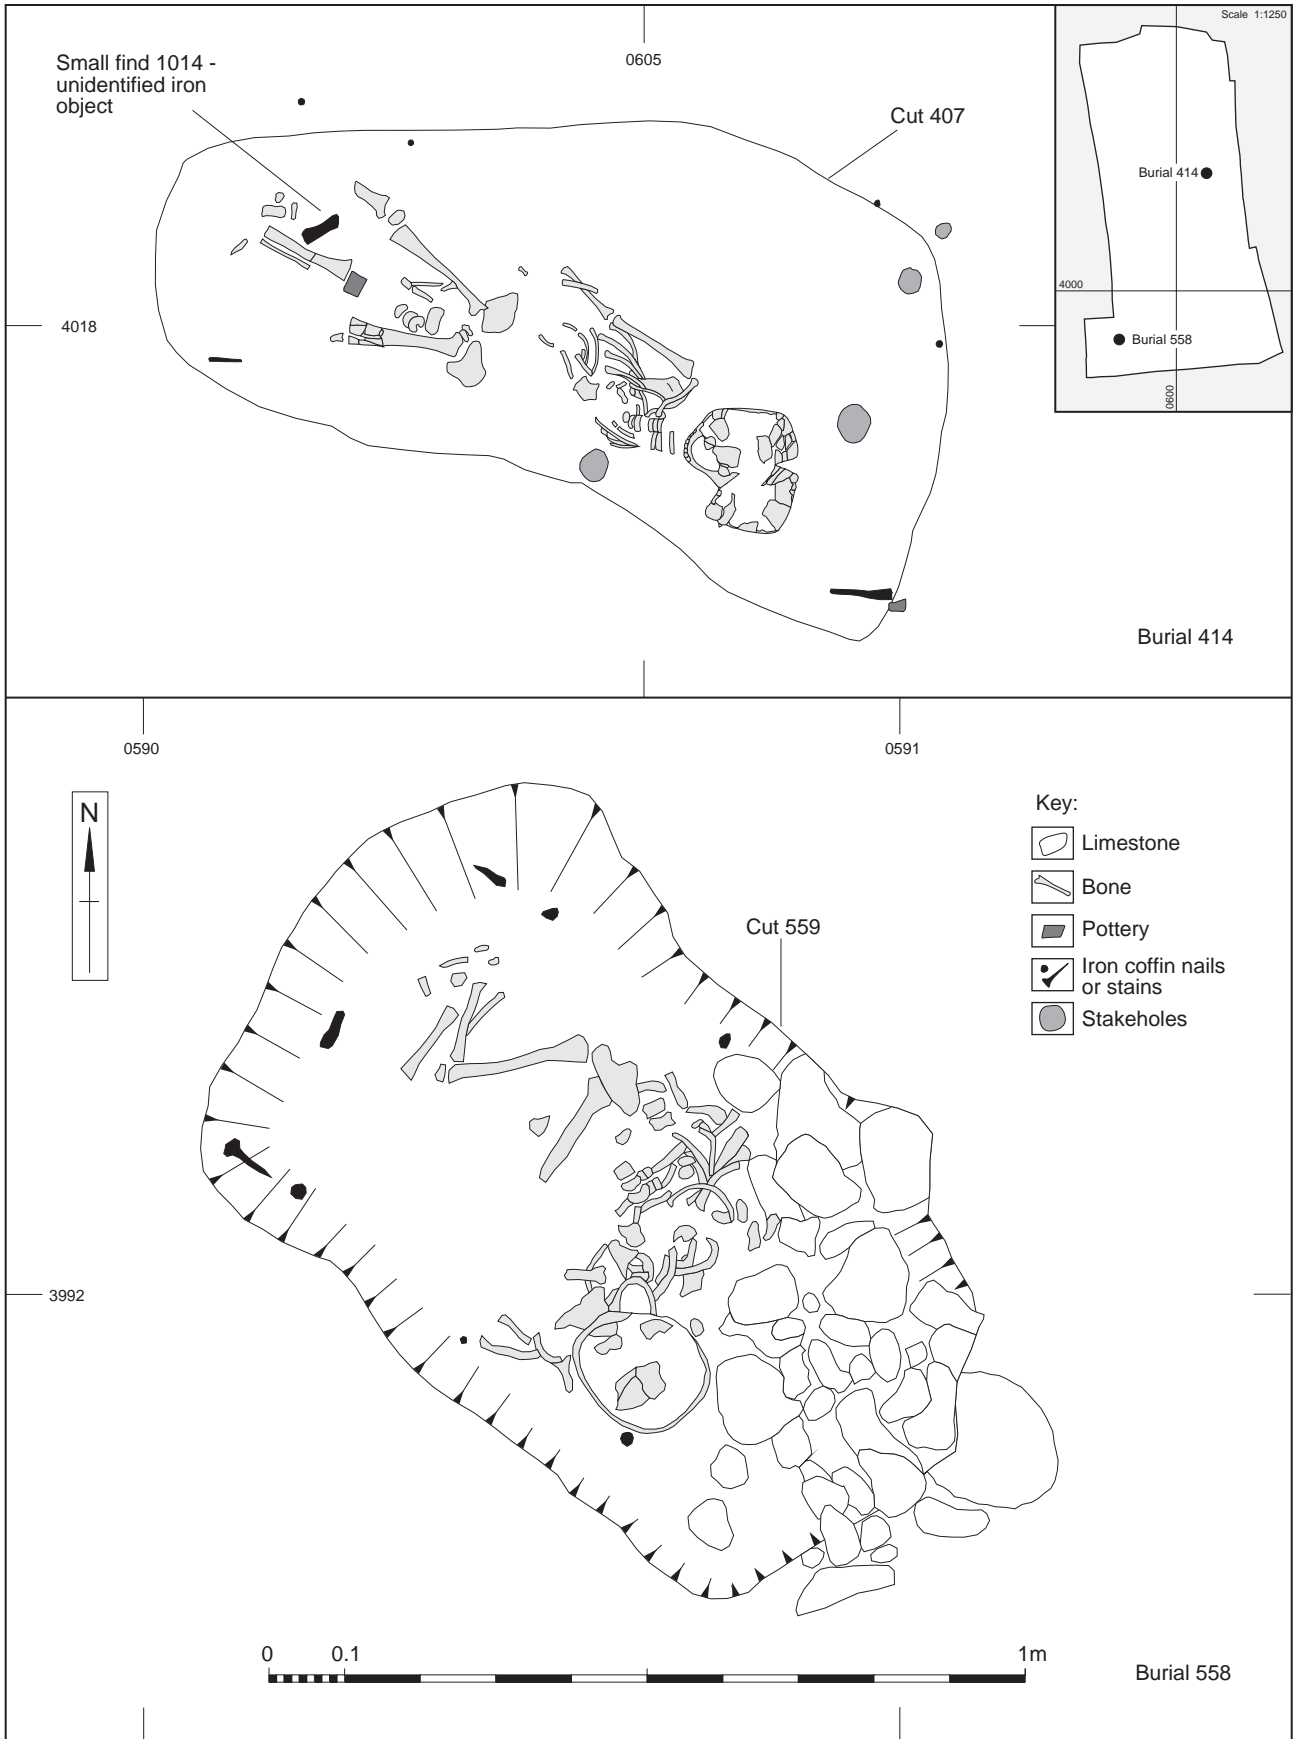 Scale 1:1250
Small find 1014 -
unidentified iron
object
0605
Cut 407
Burial 414
4000
Burial 558
0600
4018
Burial 414
0590
0591
N
Key:
Limestone
Bone
Pottery
Iron coffin nails
or stains
Stakeholes
Cut 559
3992
0
0.1
1m
Burial 558